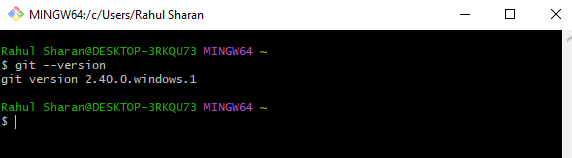 MINGW64:/c/Users/Rahul Sharan
Rahul Sharan@DESKTOP-3RKQU73 MINGW64 ~
$ git --version
git version 2.40.0.windows.1
Rahul Sharan@DESKTOP-3RKQU73 MINGW64 ~
$